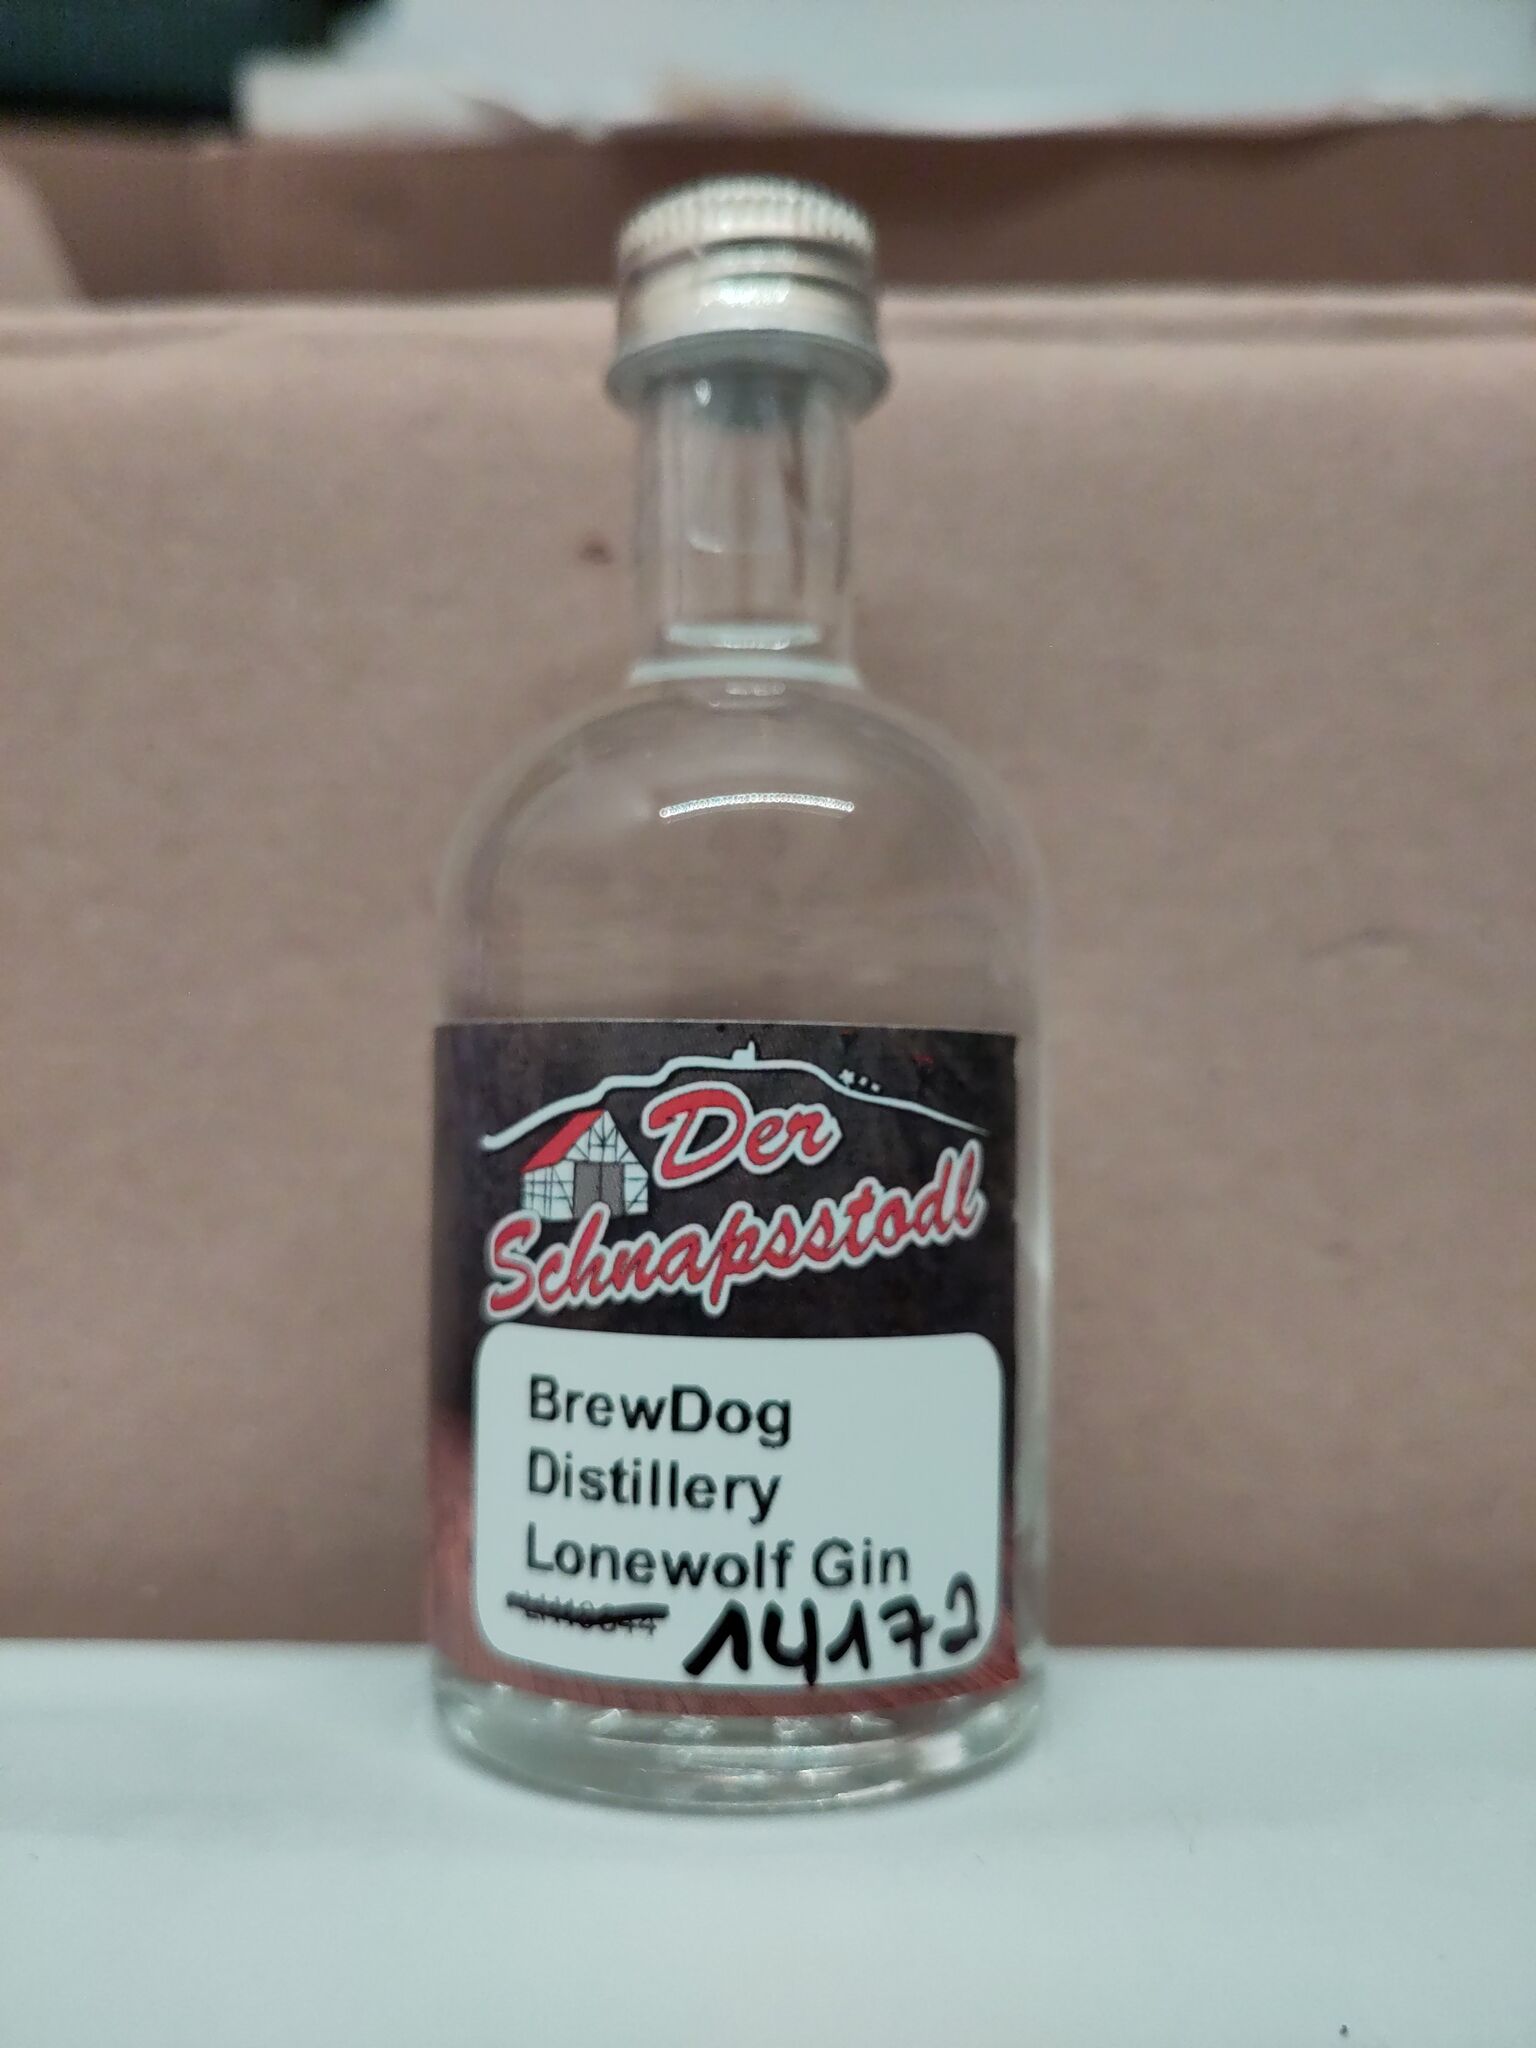 Der
Schnapsstodl
BrewDog
Distillery
Lonewolf Gin
14172